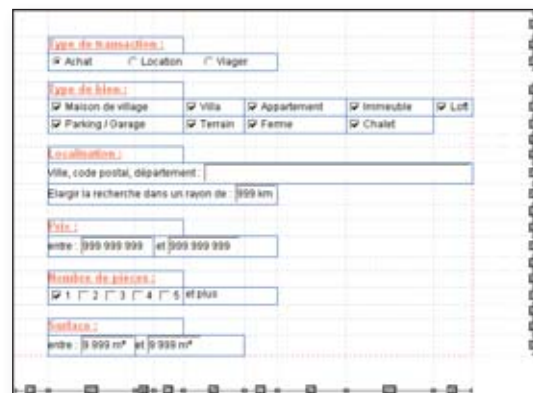 Type de transaction :
Achat Location Viager
Type de bien :
Maison de village Villa Appartement Immeuble Loft
Parking / Garage Terrain Ferme Chalet
Localisation :
Ville, code postal, département :
Elargir la recherche dans un rayon de : 999 km
Prix :
entre : 999 999 999 et 999 999 999
Nombre de pièces :
1 2 3 4 5 et plus
Surface :
entre : 9 999 m² et 9 999 m²